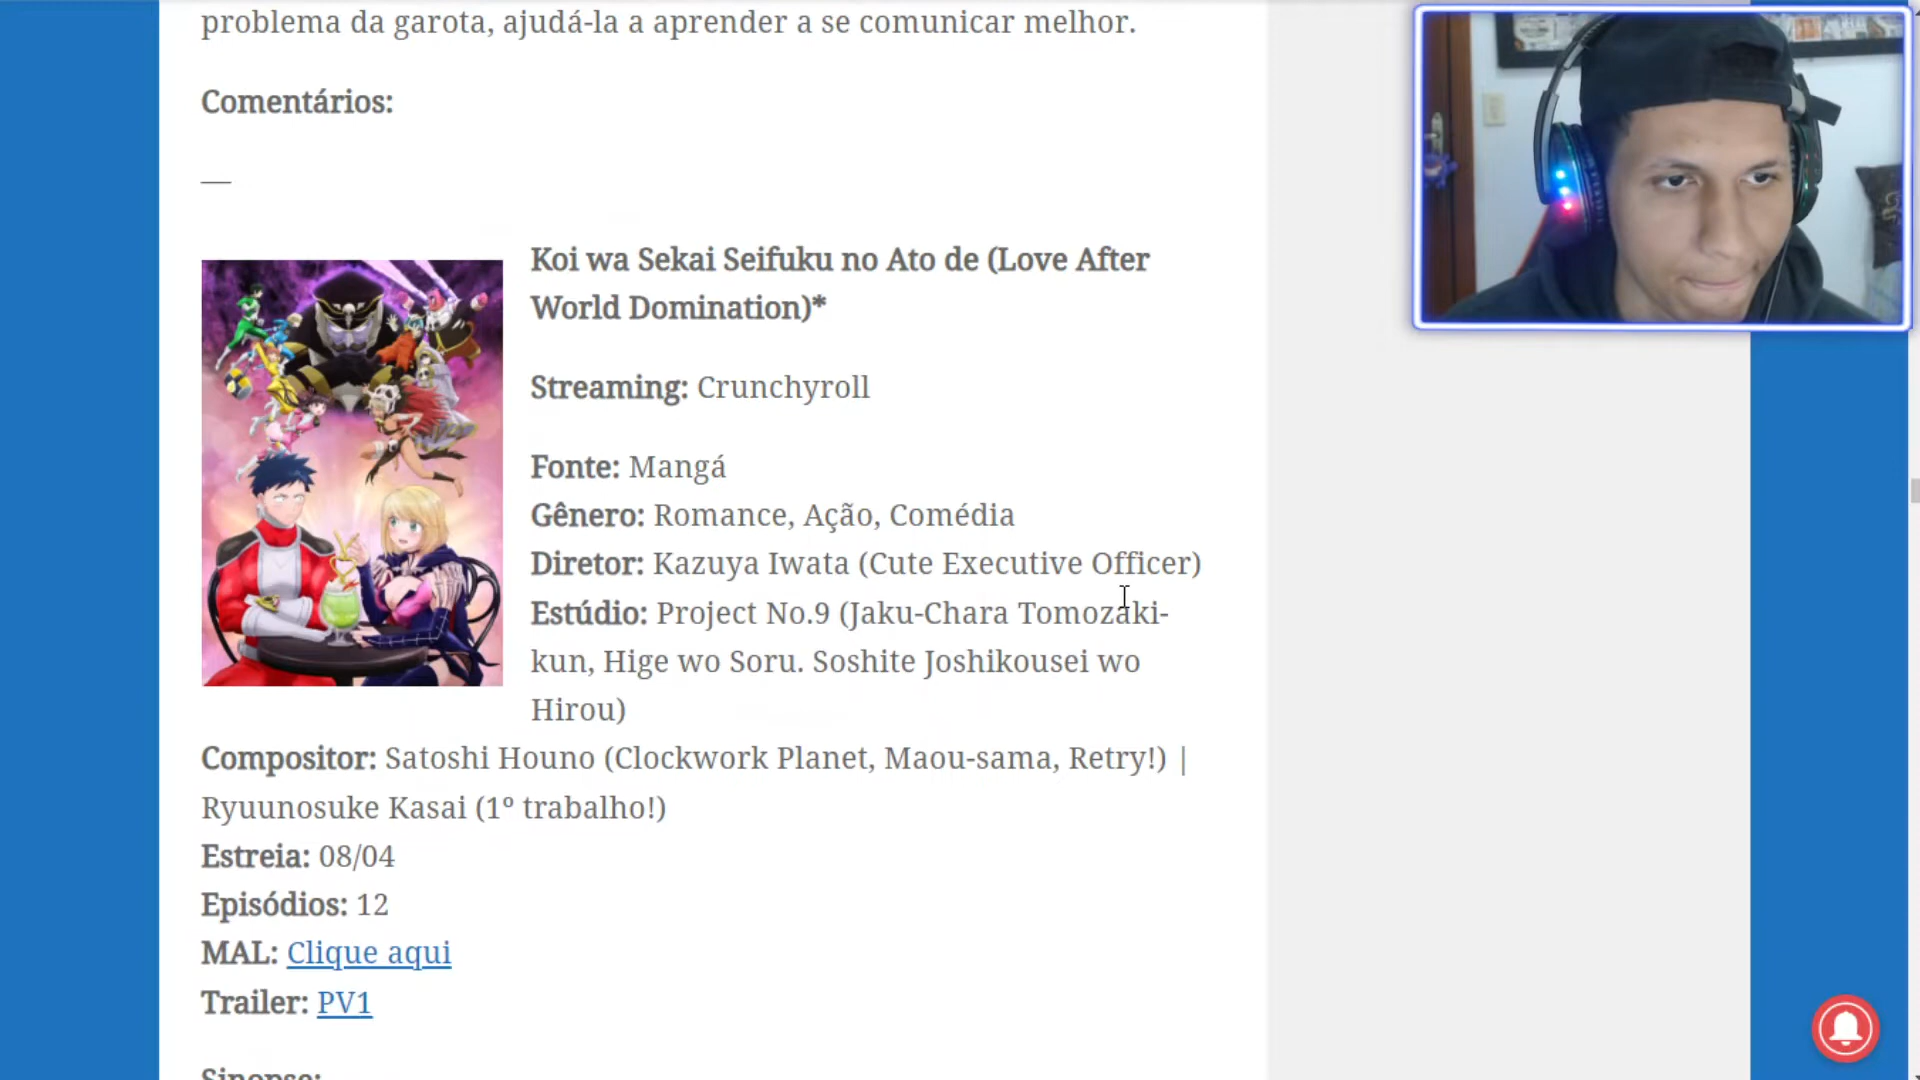 problema da garota, ajudá-la a aprender a se comunicar melhor.
Comentários:
—
Koi wa Sekai Seifuku no Ato de (Love After
World Domination)*
Streaming: Crunchyroll
Fonte: Mangá
Gênero: Romance, Ação, Comédia
Diretor: Kazuya Iwata (Cute Executive Officer)
Estúdio: Project No.9 (Jaku-Chara Tomozaki-
kun, Hige wo Soru. Soshite Joshikousei wo
Hirou)
Compositor: Satoshi Houno (Clockwork Planet, Maou-sama, Retry!) |
Ryuunosuke Kasai (1º trabalho!)
Estreia: 08/04
Episódios: 12
MAL: Clique aqui
Trailer: PV1
Sinopse: